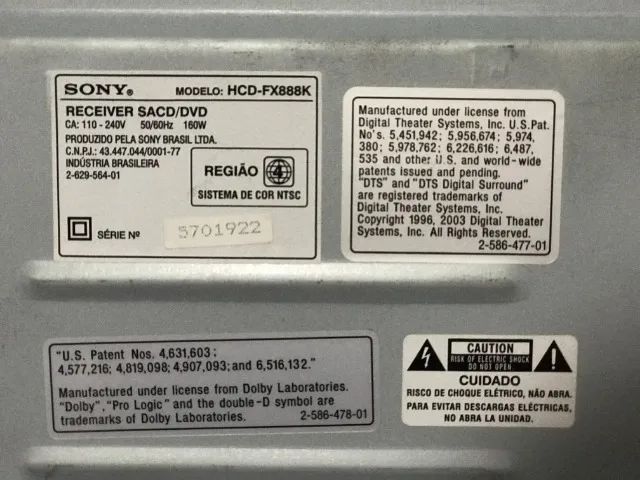 SONY® MODELO: HCD-FX888K
RECEIVER SACD/DVD
CA: 110 - 240V 50/60Hz 160W
PRODUZIDO PELA SONY BRASIL LTDA.
C.N.P.J.: 43.447.044/0001-77
INDÚSTRIA BRASILEIRA
2-629-564-01
REGIÃO 4
SISTEMA DE COR NTSC
SÉRIE Nº 5701922
Manufactured under license from
Digital Theater Systems, Inc. U.S.Pat.
No's. 5,451,942; 5,956,674; 5,974,
380; 5,978,762; 6,226,616; 6,487,
535 and other U.S. and world-wide
patents issued and pending.
"DTS" and "DTS Digital Surround"
are registered trademarks of
Digital Theater Systems, Inc.
Copyright 1996, 2003 Digital Theater
Systems, Inc. All Rights Reserved.
2-586-477-01
"U.S. Patent Nos. 4,631,603;
4,577,216; 4,819,098; 4,907,093; and 6,516,132."
Manufactured under license from Dolby Laboratories.
"Dolby", "Pro Logic" and the double-D symbol are
trademarks of Dolby Laboratories. 2-586-478-01
CAUTION
RISK OF ELECTRIC SHOCK
DO NOT OPEN
CUIDADO
RISCO DE CHOQUE ELÉTRICO, NÃO ABRA.
PARA EVITAR DESCARGAS ELÉCTRICAS,
NO ABRA LA UNIDAD.